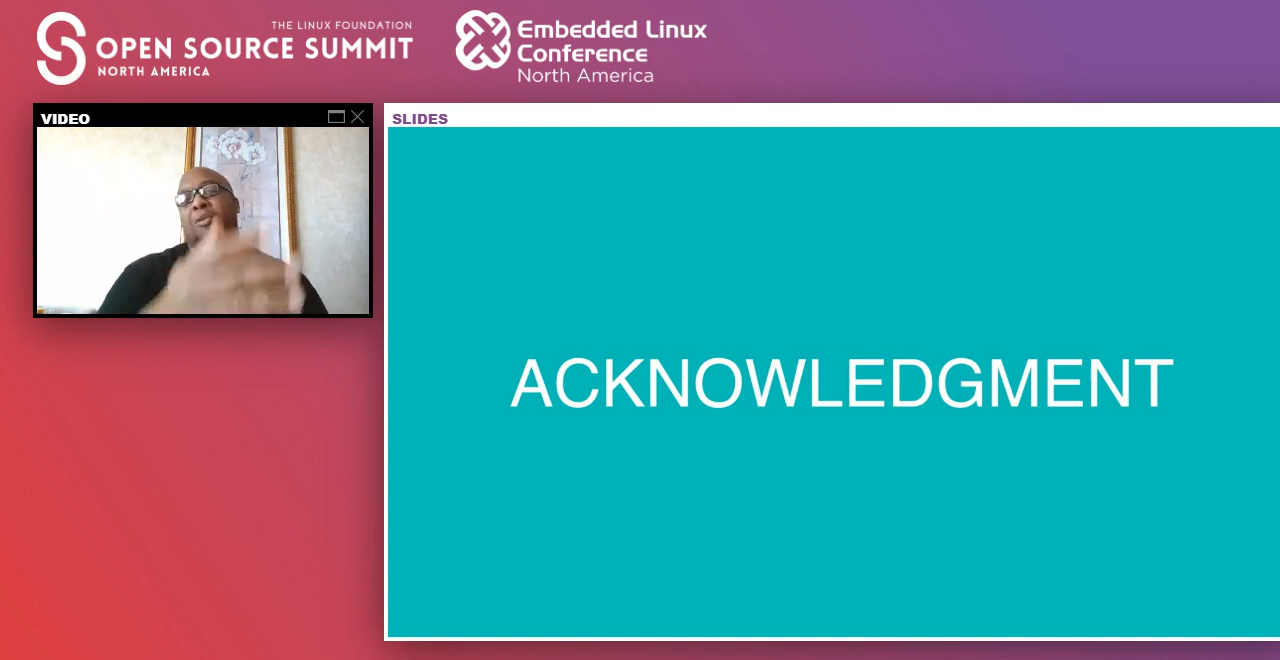 THE LINUX FOUNDATION
OPEN SOURCE SUMMIT
NORTH AMERICA
Embedded Linux
Conference
North America
VIDEO
SLIDES
ACKNOWLEDGMENT